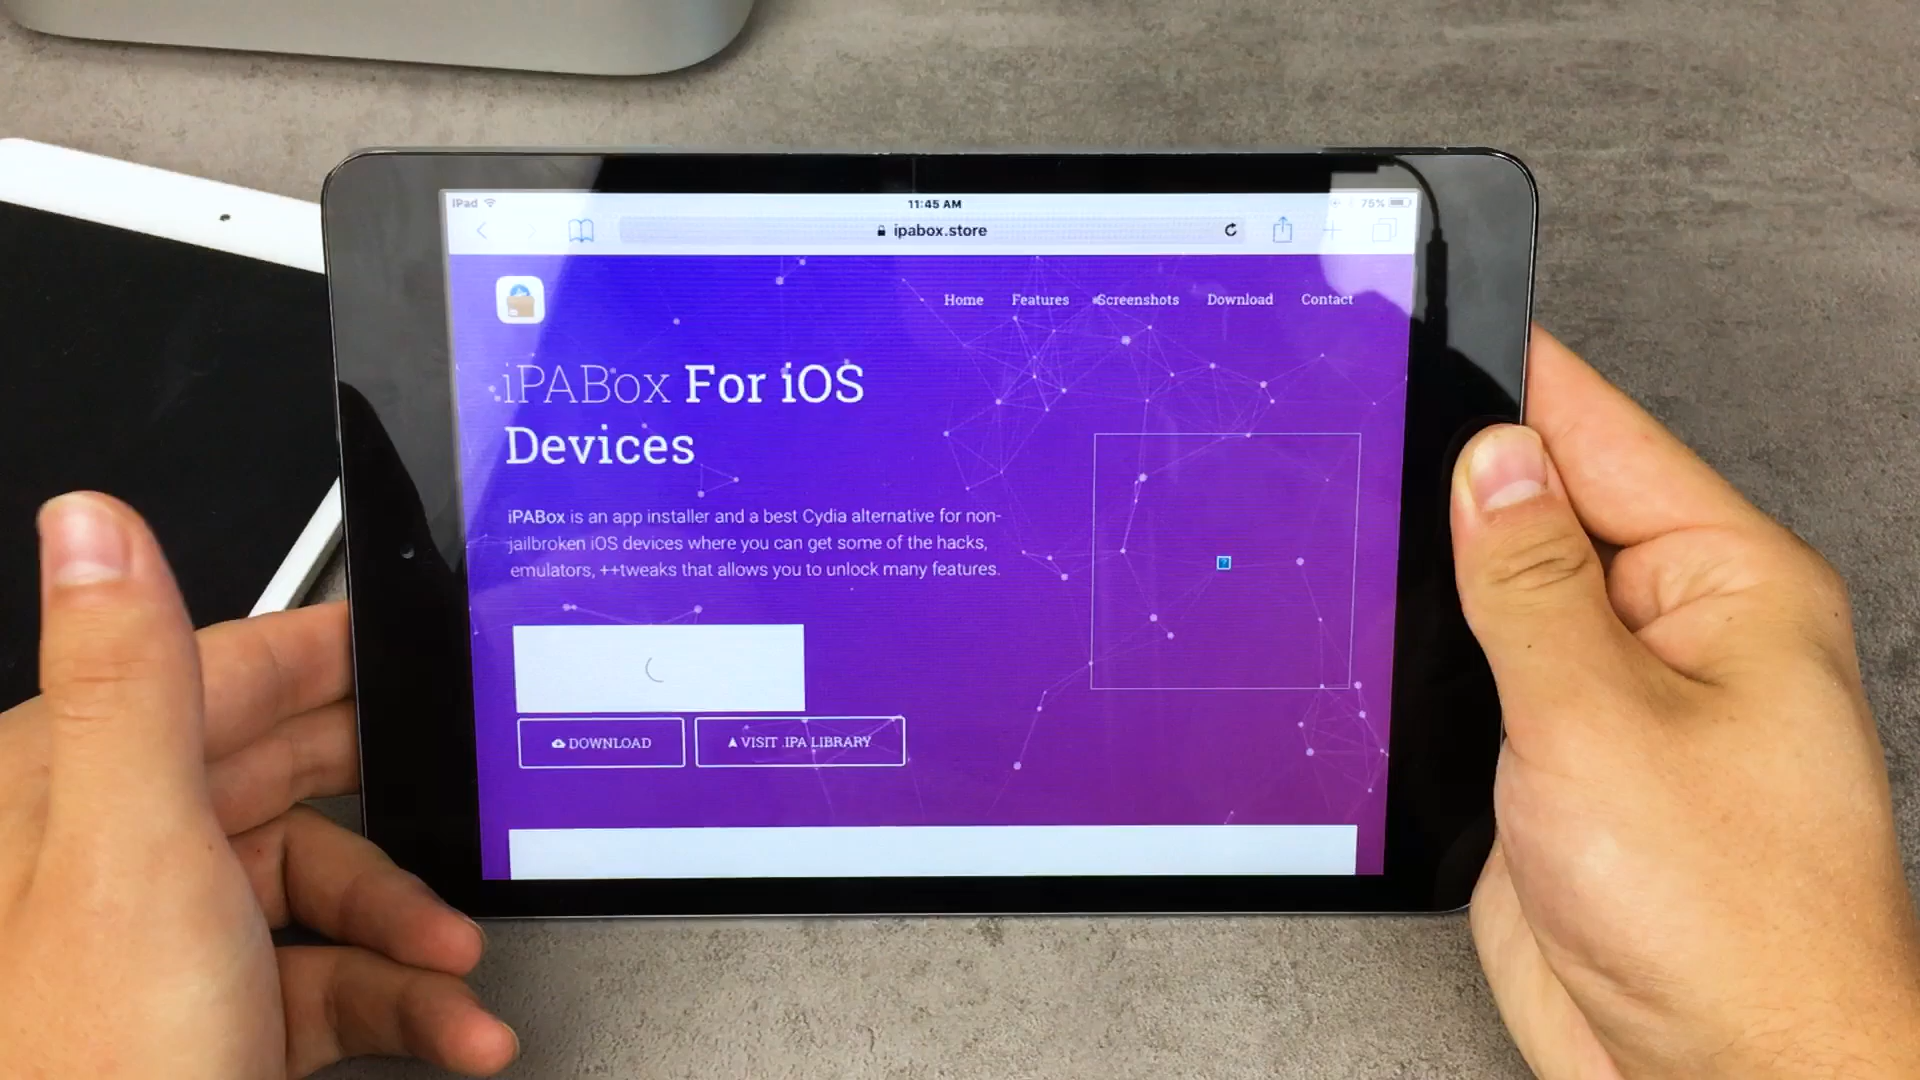 iPad
11:45 AM
75%
ipabox.store
Home Features Screenshots Download Contact
iPABox For iOS
Devices
iPABox is an app installer and a best Cydia alternative for non-
jailbroken iOS devices where you can get some of the hacks,
emulators, ++tweaks that allows you to unlock many features.
DOWNLOAD
VISIT .IPA LIBRARY